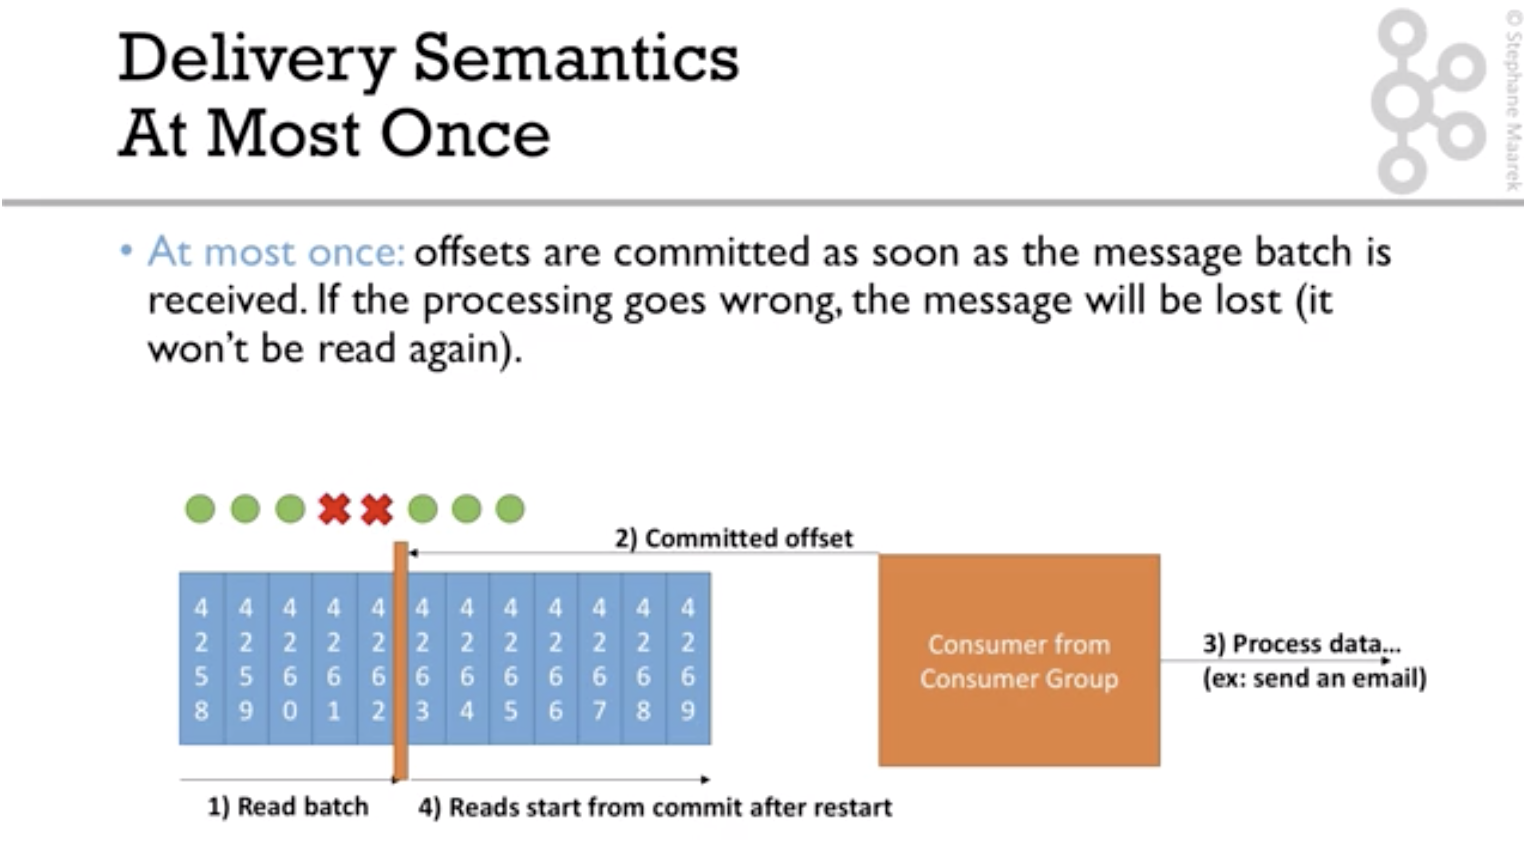 Delivery Semantics
At Most Once
© Stephane Maarek
• At most once: offsets are committed as soon as the message batch is
received. If the processing goes wrong, the message will be lost (it
won't be read again).
2) Committed offset
4258 4259 4260 4261 4262 4263 4264 4265 4266 4267 4268 4269
Consumer from
Consumer Group
3) Process data...
(ex: send an email)
1) Read batch
4) Reads start from commit after restart